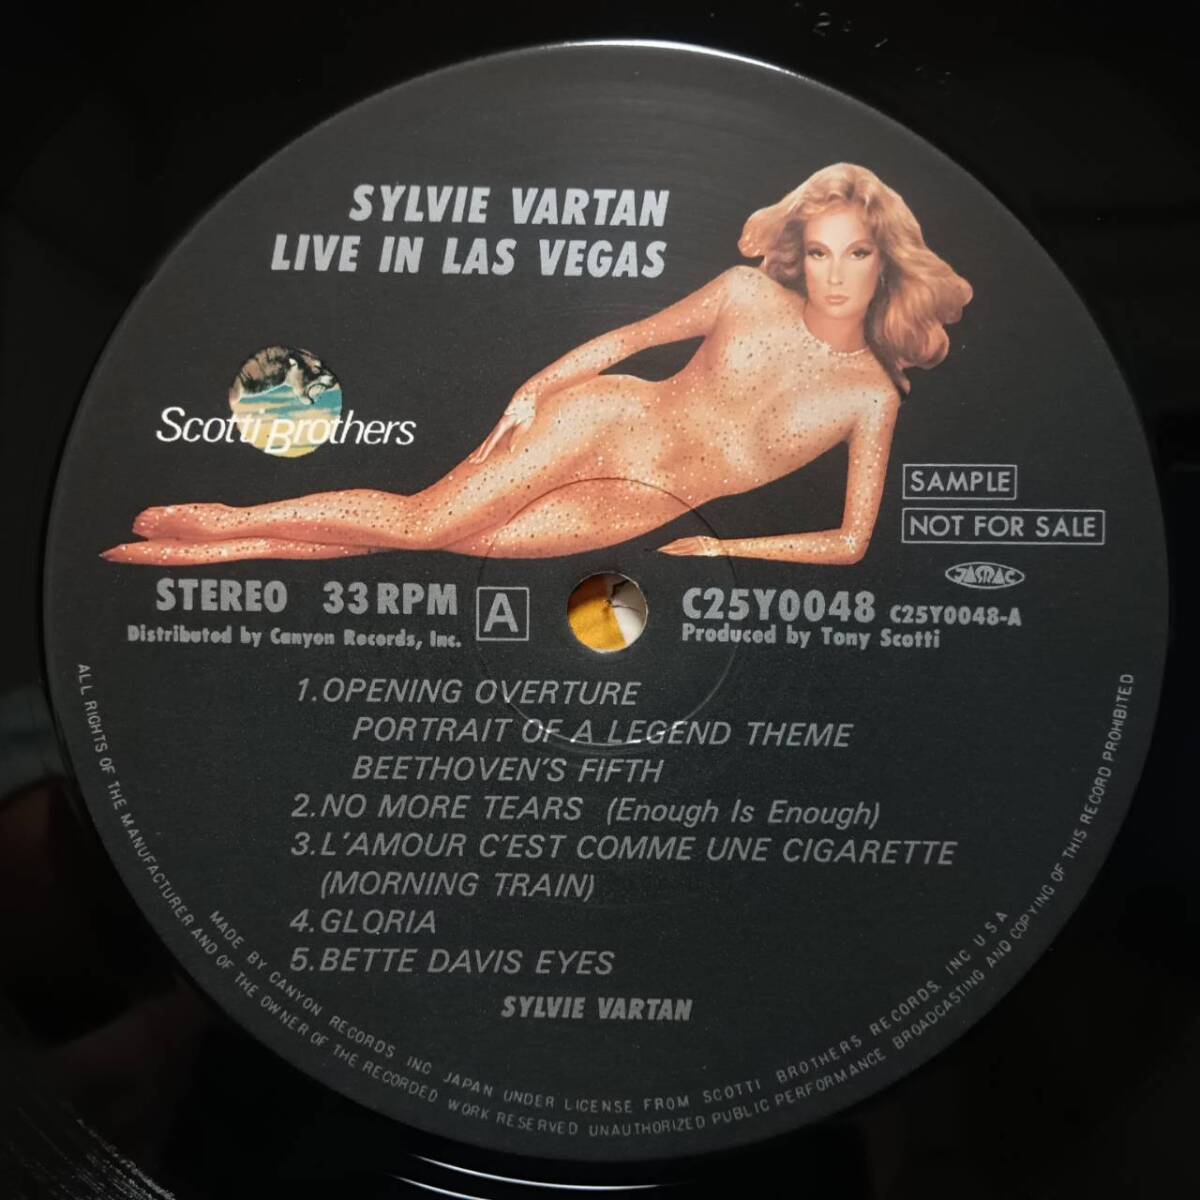 SYLVIE VARTAN
LIVE IN LAS VEGAS
Scotti Brothers
SAMPLE
NOT FOR SALE
JASRAC
STEREO 33 RPM A C25Y0048 C25Y0048-A
Distributed by Canyon Records, Inc. Produced by Tony Scotti
1.OPENING OVERTURE
PORTRAIT OF A LEGEND THEME
BEETHOVEN'S FIFTH
2.NO MORE TEARS (Enough Is Enough)
3.L'AMOUR C'EST COMME UNE CIGARETTE
(MORNING TRAIN)
4.GLORIA
5.BETTE DAVIS EYES
SYLVIE VARTAN
MADE BY CANYON RECORDS INC JAPAN UNDER LICENSE FROM SCOTTI BROTHERS RECORDS, INC U.S.A
ALL RIGHTS OF THE MANUFACTURER AND OF THE OWNER OF THE RECORDED WORK RESERVED UNAUTHORIZED PUBLIC PERFORMANCE BROADCASTING AND COPYING OF THIS RECORD PROHIBITED